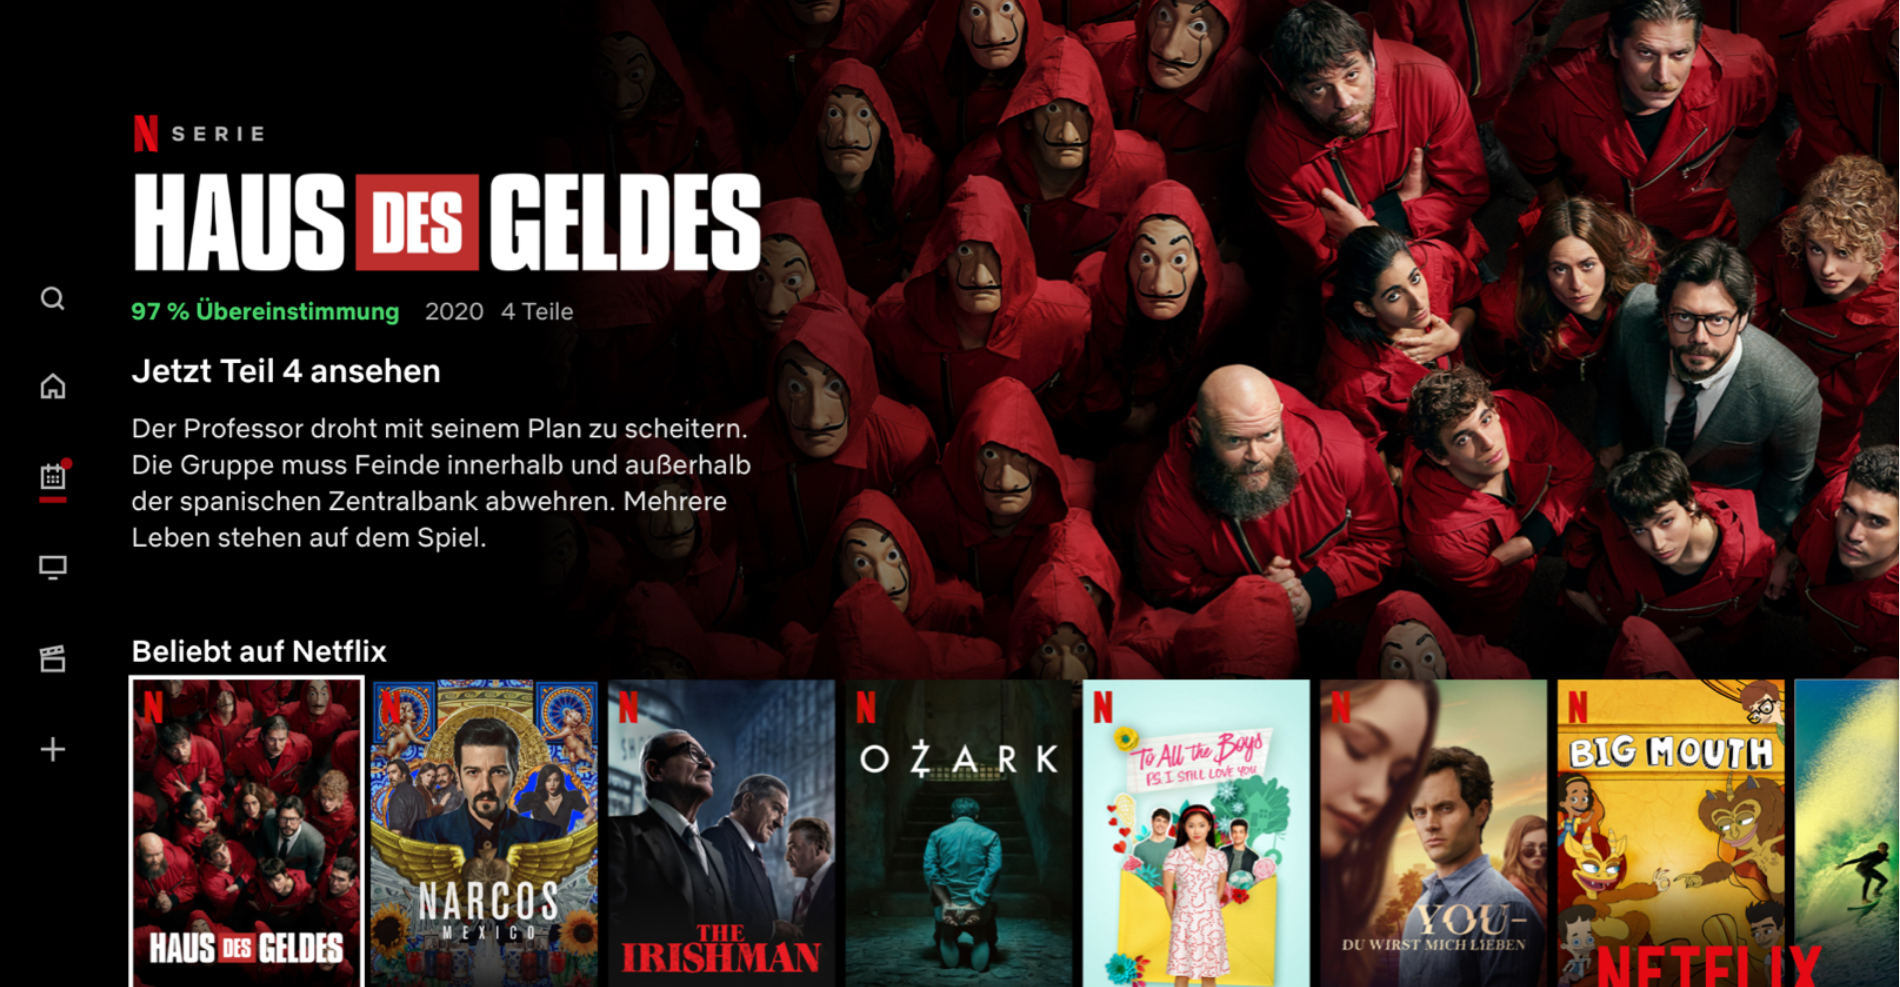 N SERIE
HAUS DES GELDES
97 % Übereinstimmung 2020 4 Teile
Jetzt Teil 4 ansehen
Der Professor droht mit seinem Plan zu scheitern.
Die Gruppe muss Feinde innerhalb und außerhalb
der spanischen Zentralbank abwehren. Mehrere
Leben stehen auf dem Spiel.
Beliebt auf Netflix
N
HAUS DES GELDES
N
NARCOS
MEXICO
N
THE
IRISHMAN
N
OZARK
N
To All the Boys
P.S. I STILL LOVE YOU
N
YOU–
DU WIRST MICH LIEBEN
N
BIG MOUTH
NETFLIX